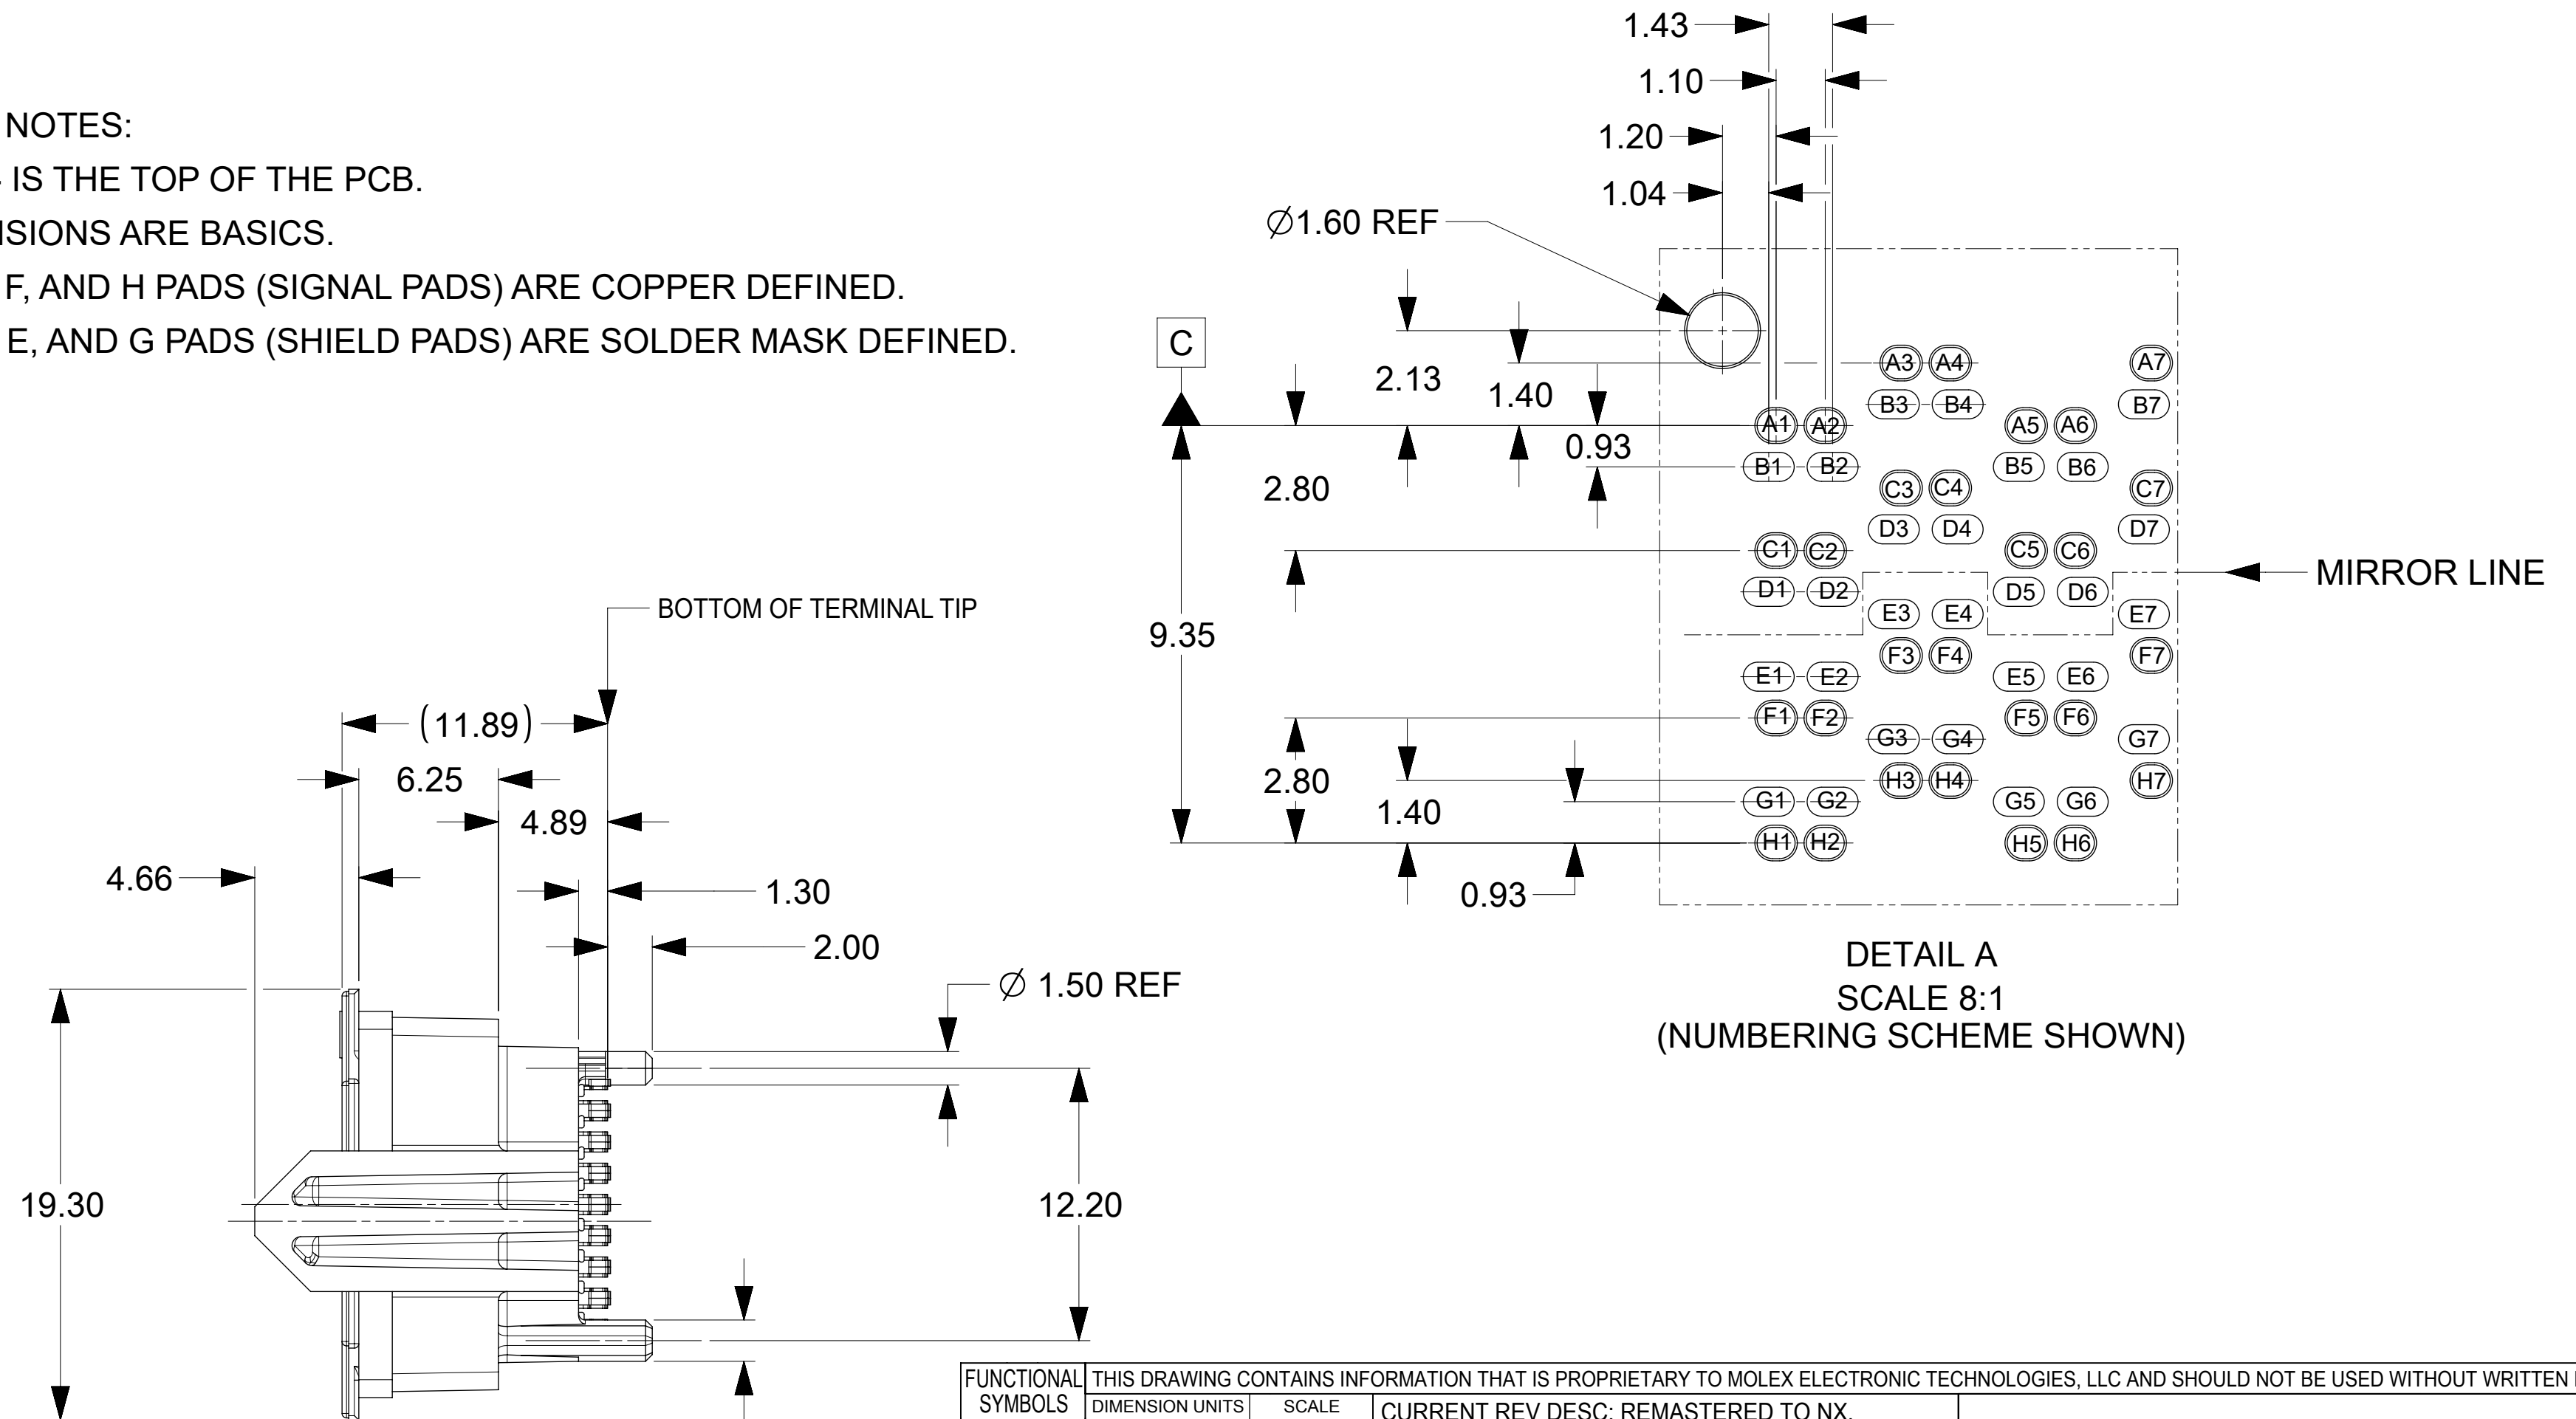 NOTES:
IS THE TOP OF THE PCB.
ISIONS ARE BASICS.
F, AND H PADS (SIGNAL PADS) ARE COPPER DEFINED.
E, AND G PADS (SHIELD PADS) ARE SOLDER MASK DEFINED.
1.43
1.10
1.20
1.04
Ø1.60 REF
C
2.13
1.40
0.93
2.80
9.35
2.80
1.40
0.93
A3 A4 A7
B3 B4 B7
A1 A2 A5 A6
B1 B2 B5 B6
C3 C4 C7
D3 D4 D7
C1 C2 C5 C6
D1 D2 D5 D6
E3 E4 E7
F3 F4 F7
E1 E2 E5 E6
F1 F2 F5 F6
G3 G4 G7
H3 H4 H7
G1 G2 G5 G6
H1 H2 H5 H6
MIRROR LINE
DETAIL A
SCALE 8:1
(NUMBERING SCHEME SHOWN)
BOTTOM OF TERMINAL TIP
(11.89)
6.25
4.89
4.66
1.30
2.00
Ø 1.50 REF
19.30
12.20
FUNCTIONAL
SYMBOLS
THIS DRAWING CONTAINS INFORMATION THAT IS PROPRIETARY TO MOLEX ELECTRONIC TECHNOLOGIES, LLC AND SHOULD NOT BE USED WITHOUT WRITTEN
DIMENSION UNITS
SCALE
CURRENT REV DESC: REMASTERED TO NX.